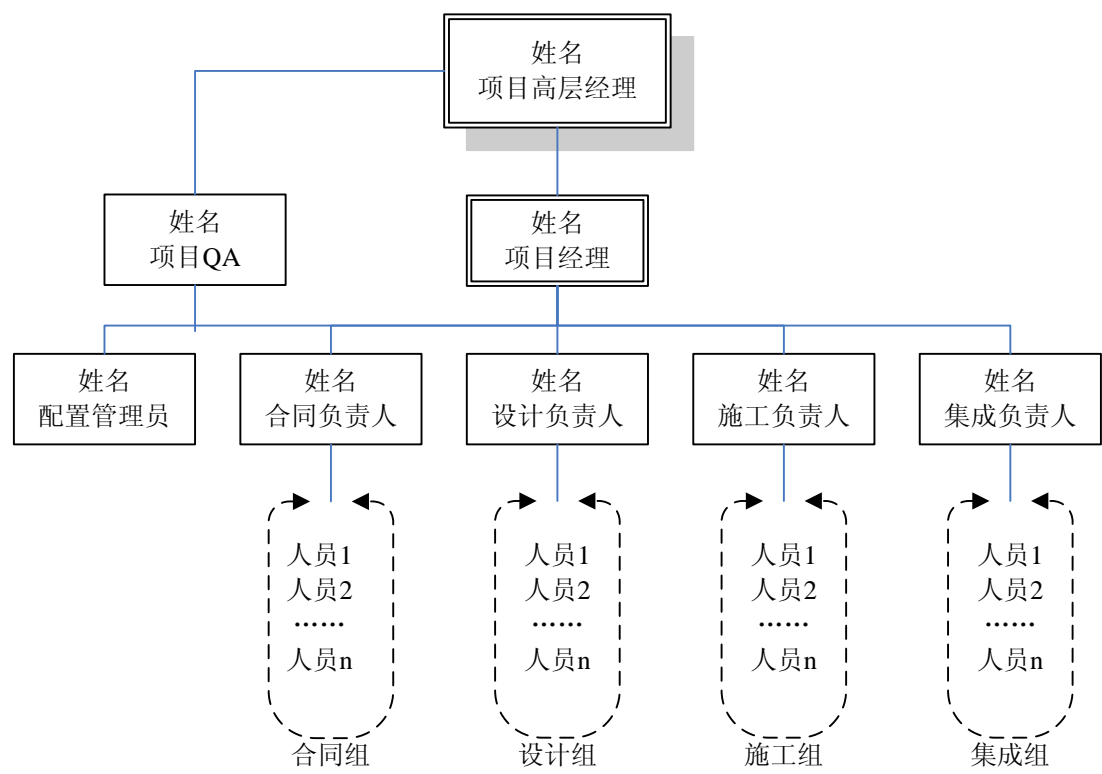 姓名
项目高层经理
姓名
项目QA
姓名
项目经理
姓名
配置管理员
姓名
合同负责人
姓名
设计负责人
姓名
施工负责人
姓名
集成负责人
人员1
人员2
……
人员n
合同组
人员1
人员2
……
人员n
设计组
人员1
人员2
……
人员n
施工组
人员1
人员2
……
人员n
集成组